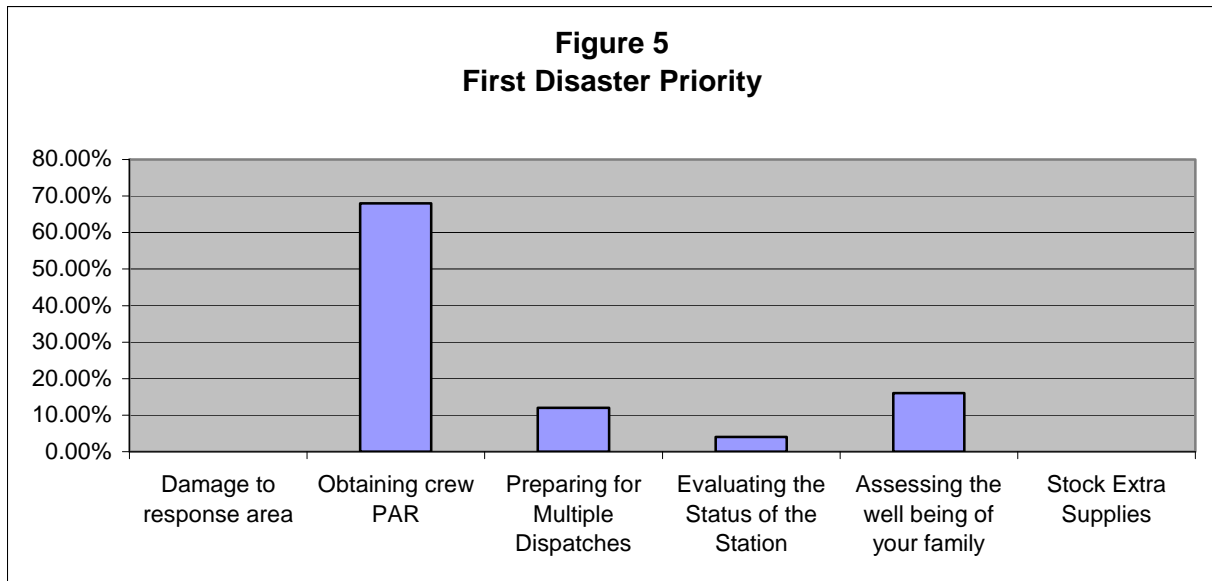 Figure 5
First Disaster Priority
80.00%
70.00%
60.00%
50.00%
40.00%
30.00%
20.00%
10.00%
0.00%
Damage to
response area
Obtaining crew
PAR
Preparing for
Multiple
Dispatches
Evaluating the
Status of the
Station
Assessing the
well being of
your family
Stock Extra
Supplies